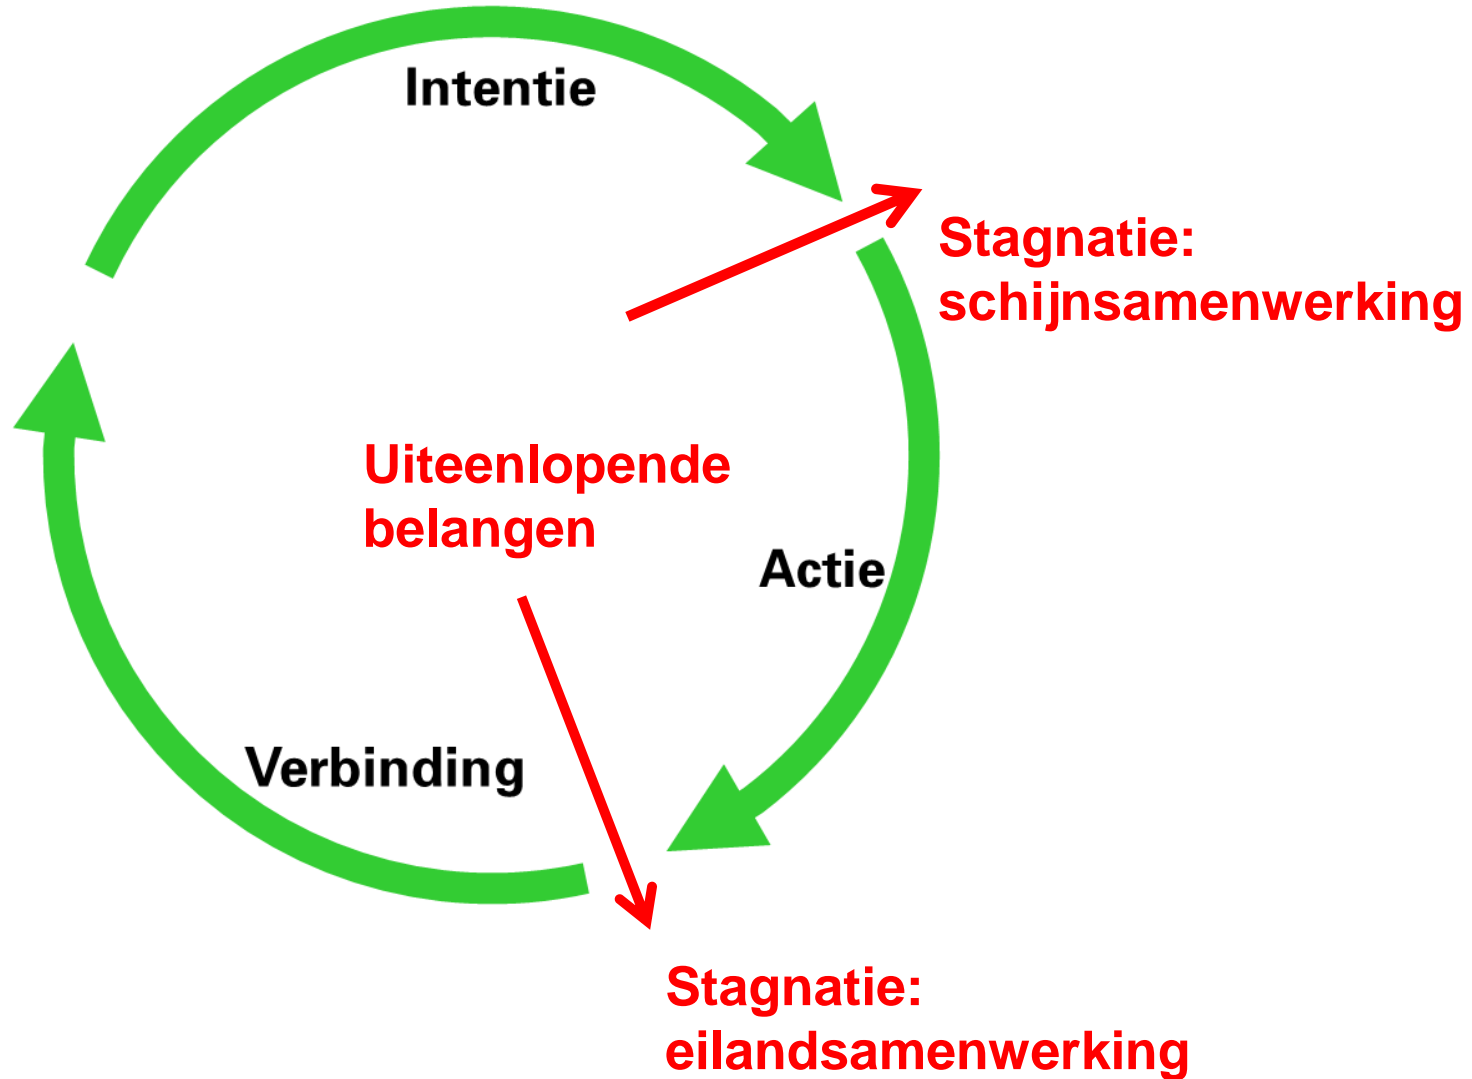 Intentie
Stagnatie:
schijnsamenwerking
Uiteenlopende
belangen
Actie
Verbinding
Stagnatie:
eilandsamenwerking